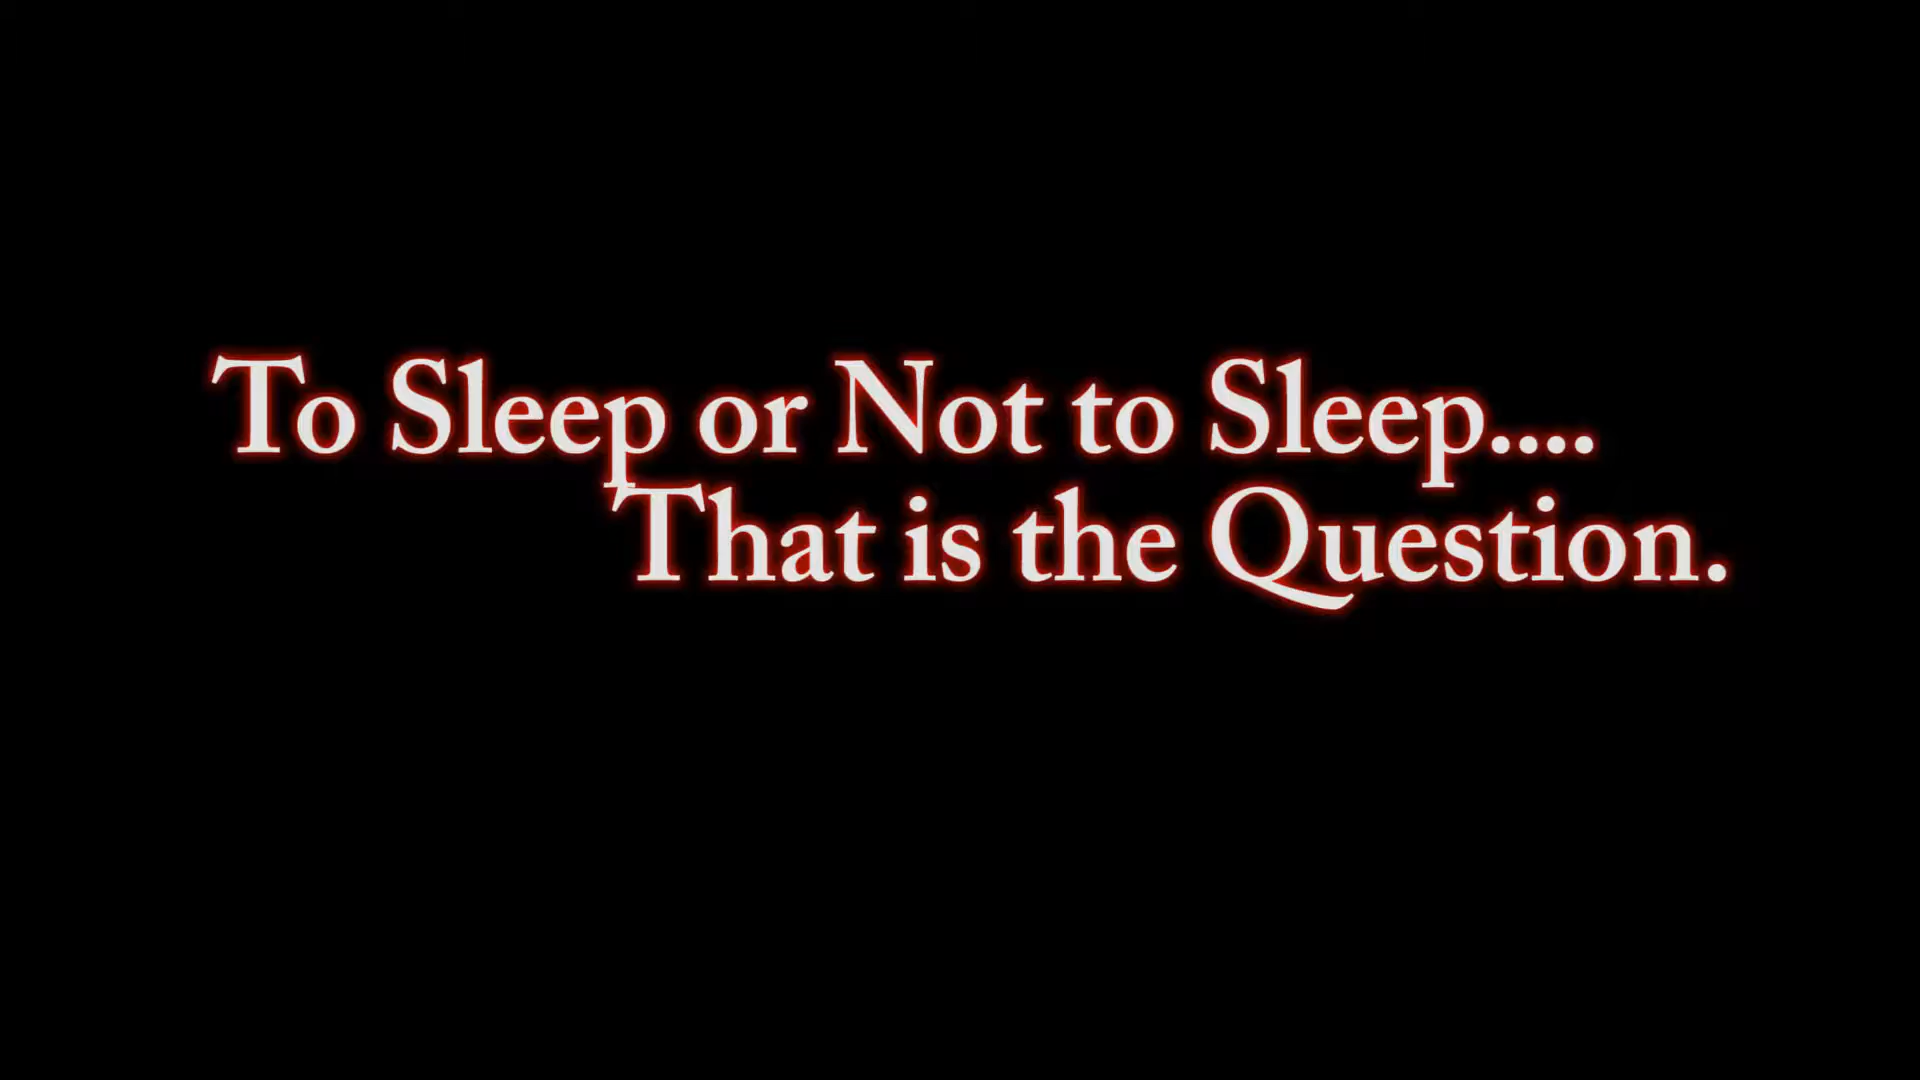 To Sleep or Not to Sleep....
That is the Question.